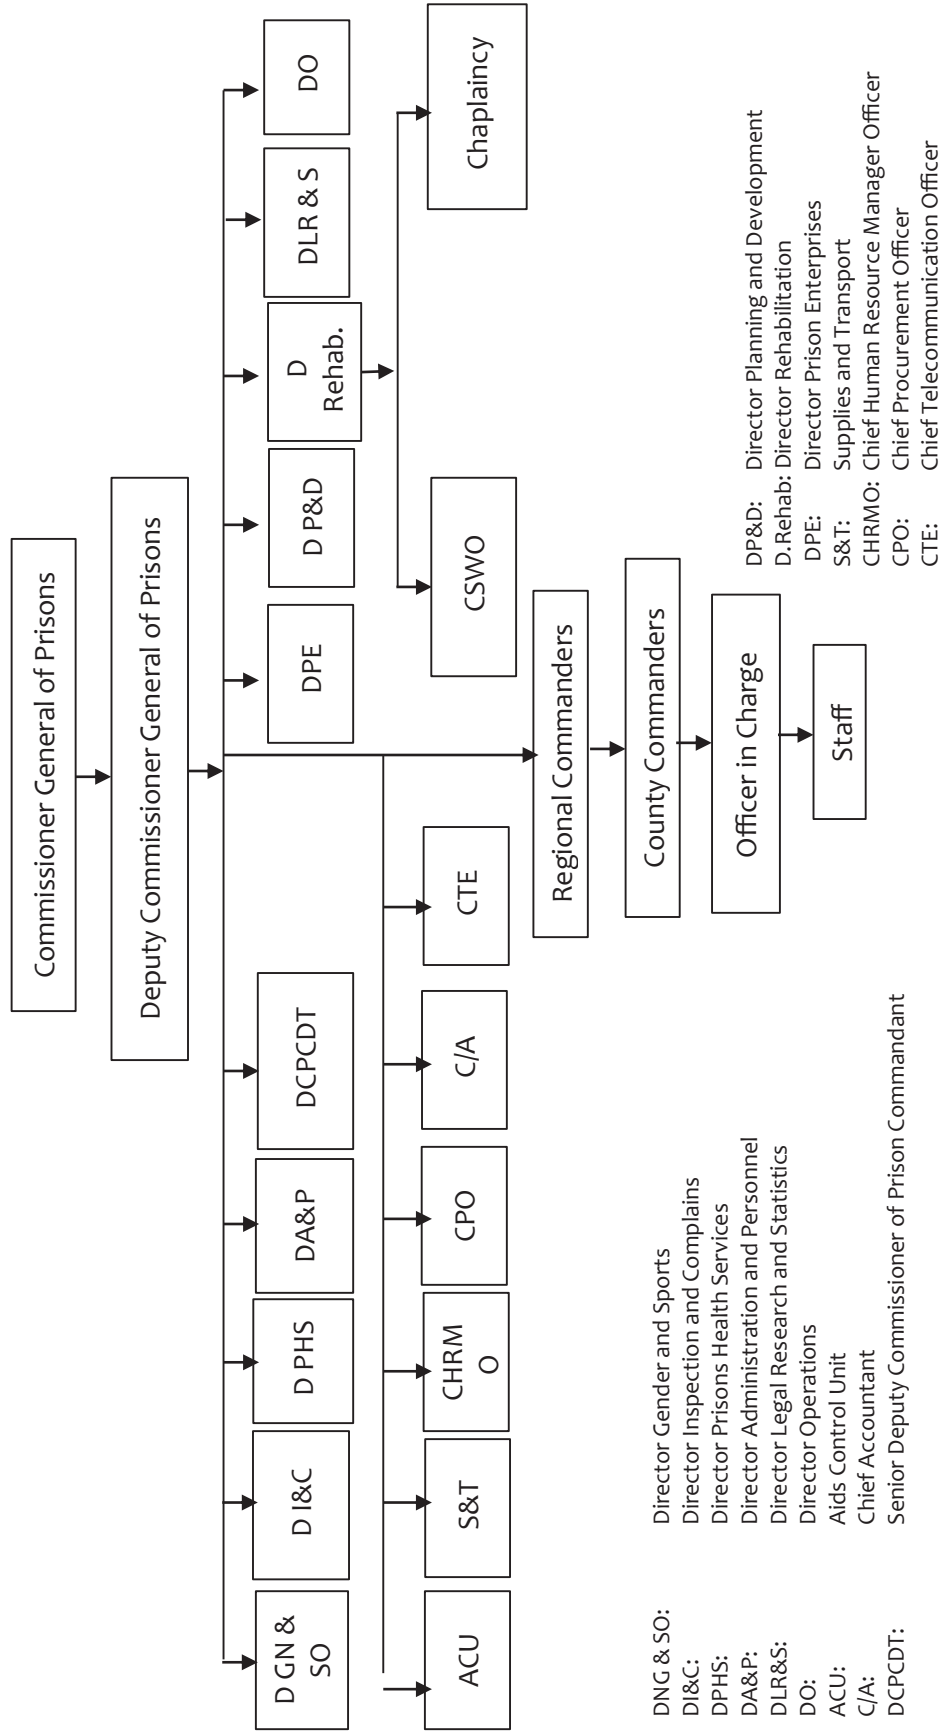 Commissioner General of Prisons
Deputy Commissioner General of Prisons
D GN &
SO
D I&C
D PHS
DA&P
DCPCDT
DPE
D P&D
D
Rehab.
DLR & S
DO
ACU
S&T
CHRM
O
CPO
C/A
CTE
CSWO
Chaplaincy
Regional Commanders
County Commanders
Officer in Charge
Staff
DNG & SO: Director Gender and Sports
DI&C: Director Inspection and Complains
DPHS: Director Prisons Health Services
DA&P: Director Administration and Personnel
DLR&S: Director Legal Research and Statistics
DO: Director Operations
ACU: Aids Control Unit
C/A: Chief Accountant
DCPCDT: Senior Deputy Commissioner of Prison Commandant
DP&D: Director Planning and Development
D.Rehab: Director Rehabilitation
DPE: Director Prison Enterprises
S&T: Supplies and Transport
CHRMO: Chief Human Resource Manager Officer
CPO: Chief Procurement Officer
CTE: Chief Telecommunication Officer